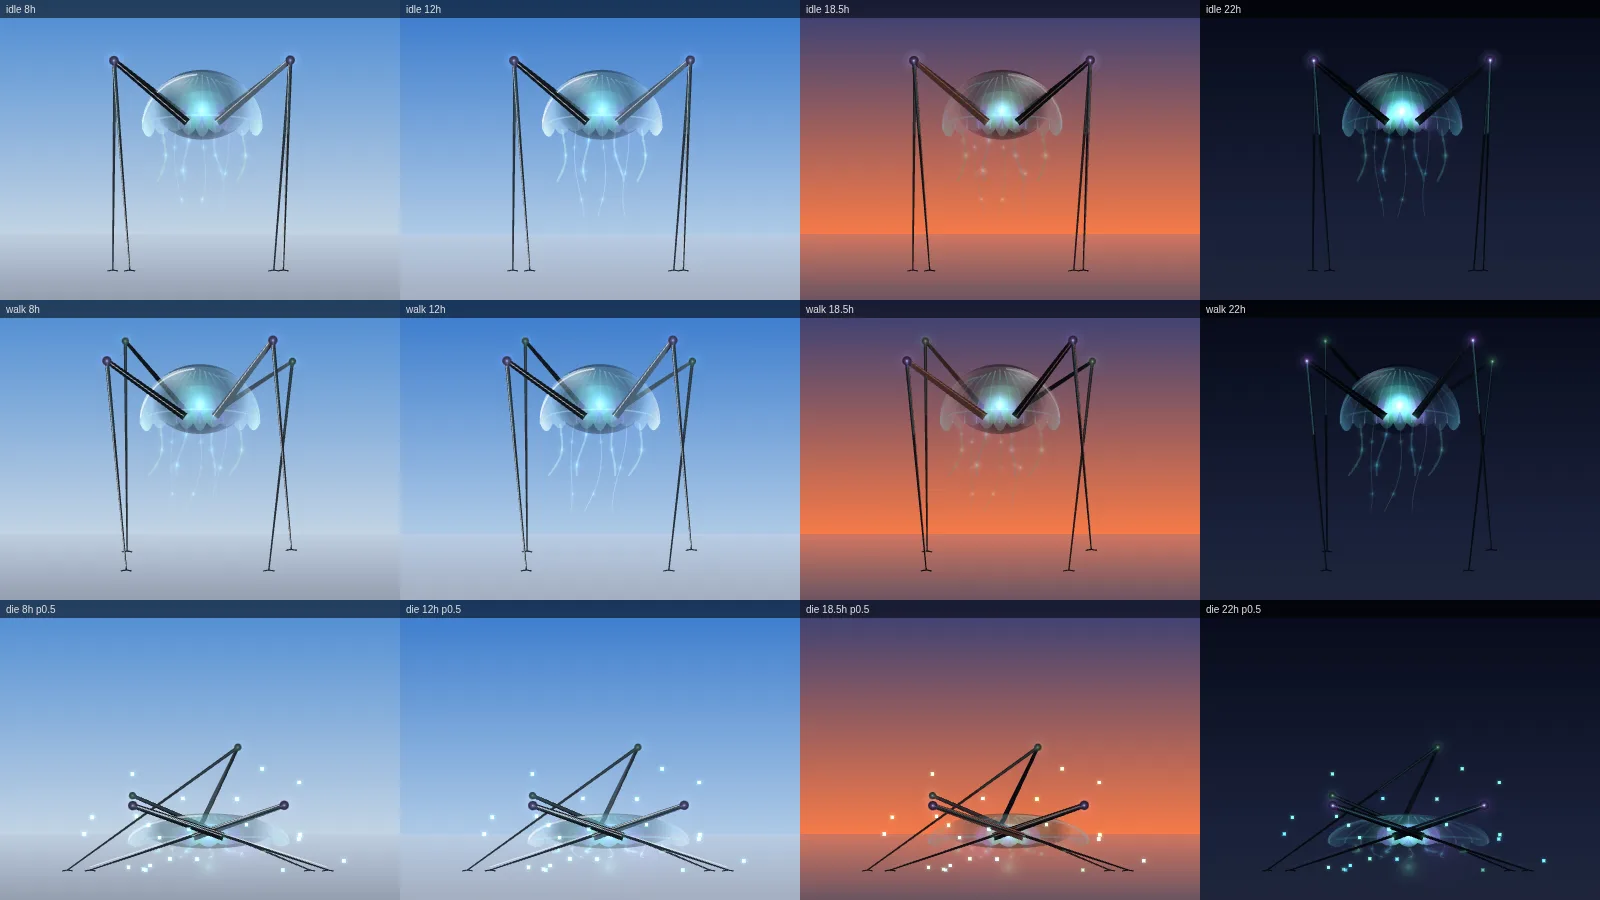 idle 8h
idle 12h
idle 18.5h
idle 22h
walk 8h
walk 12h
walk 18.5h
walk 22h
die 8h p0.5
die 12h p0.5
die 18.5h p0.5
die 22h p0.5